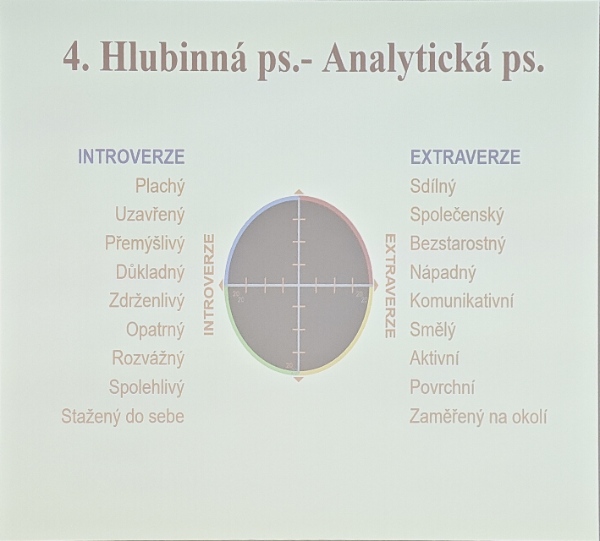 4. Hlubinná ps.- Analytická ps.
INTROVERZE
Plachý
Uzavřený
Přemýšlivý
Důkladný
Zdrženlivý
Opatrný
Rozvážný
Spolehlivý
Stažený do sebe
INTROVERZE
EXTRAVERZE
EXTRAVERZE
Sdílný
Společenský
Bezstarostný
Nápadný
Komunikativní
Smělý
Aktivní
Povrchní
Zaměřený na okolí